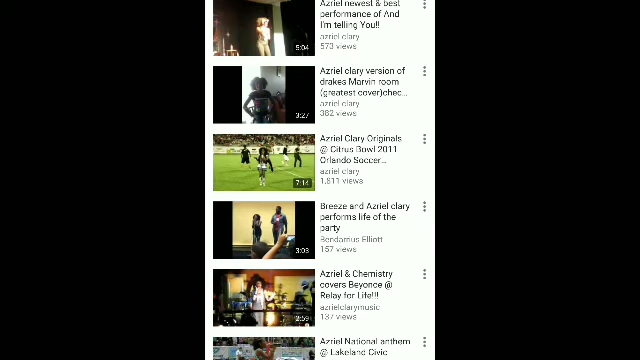 Azriel newest & best
performance of And
I'm telling You!!
azriel clary
573 views
5:04
Azriel clary version of
drakes Marvin room
(greatest cover)chec...
azriel clary
382 views
3:27
Azriel Clary Originals
@ Citrus Bowl 2011
Orlando Soccer...
azriel clary
1,811 views
7:14
Breeze and Azriel clary
performs life of the
party
Bendarrius Elliott
157 views
3:03
Azriel & Chemistry
covers Beyonce @
Relay for Life!!!
azrielclarymusic
137 views
2:59
Azriel National anthem
@ Lakeland Civic